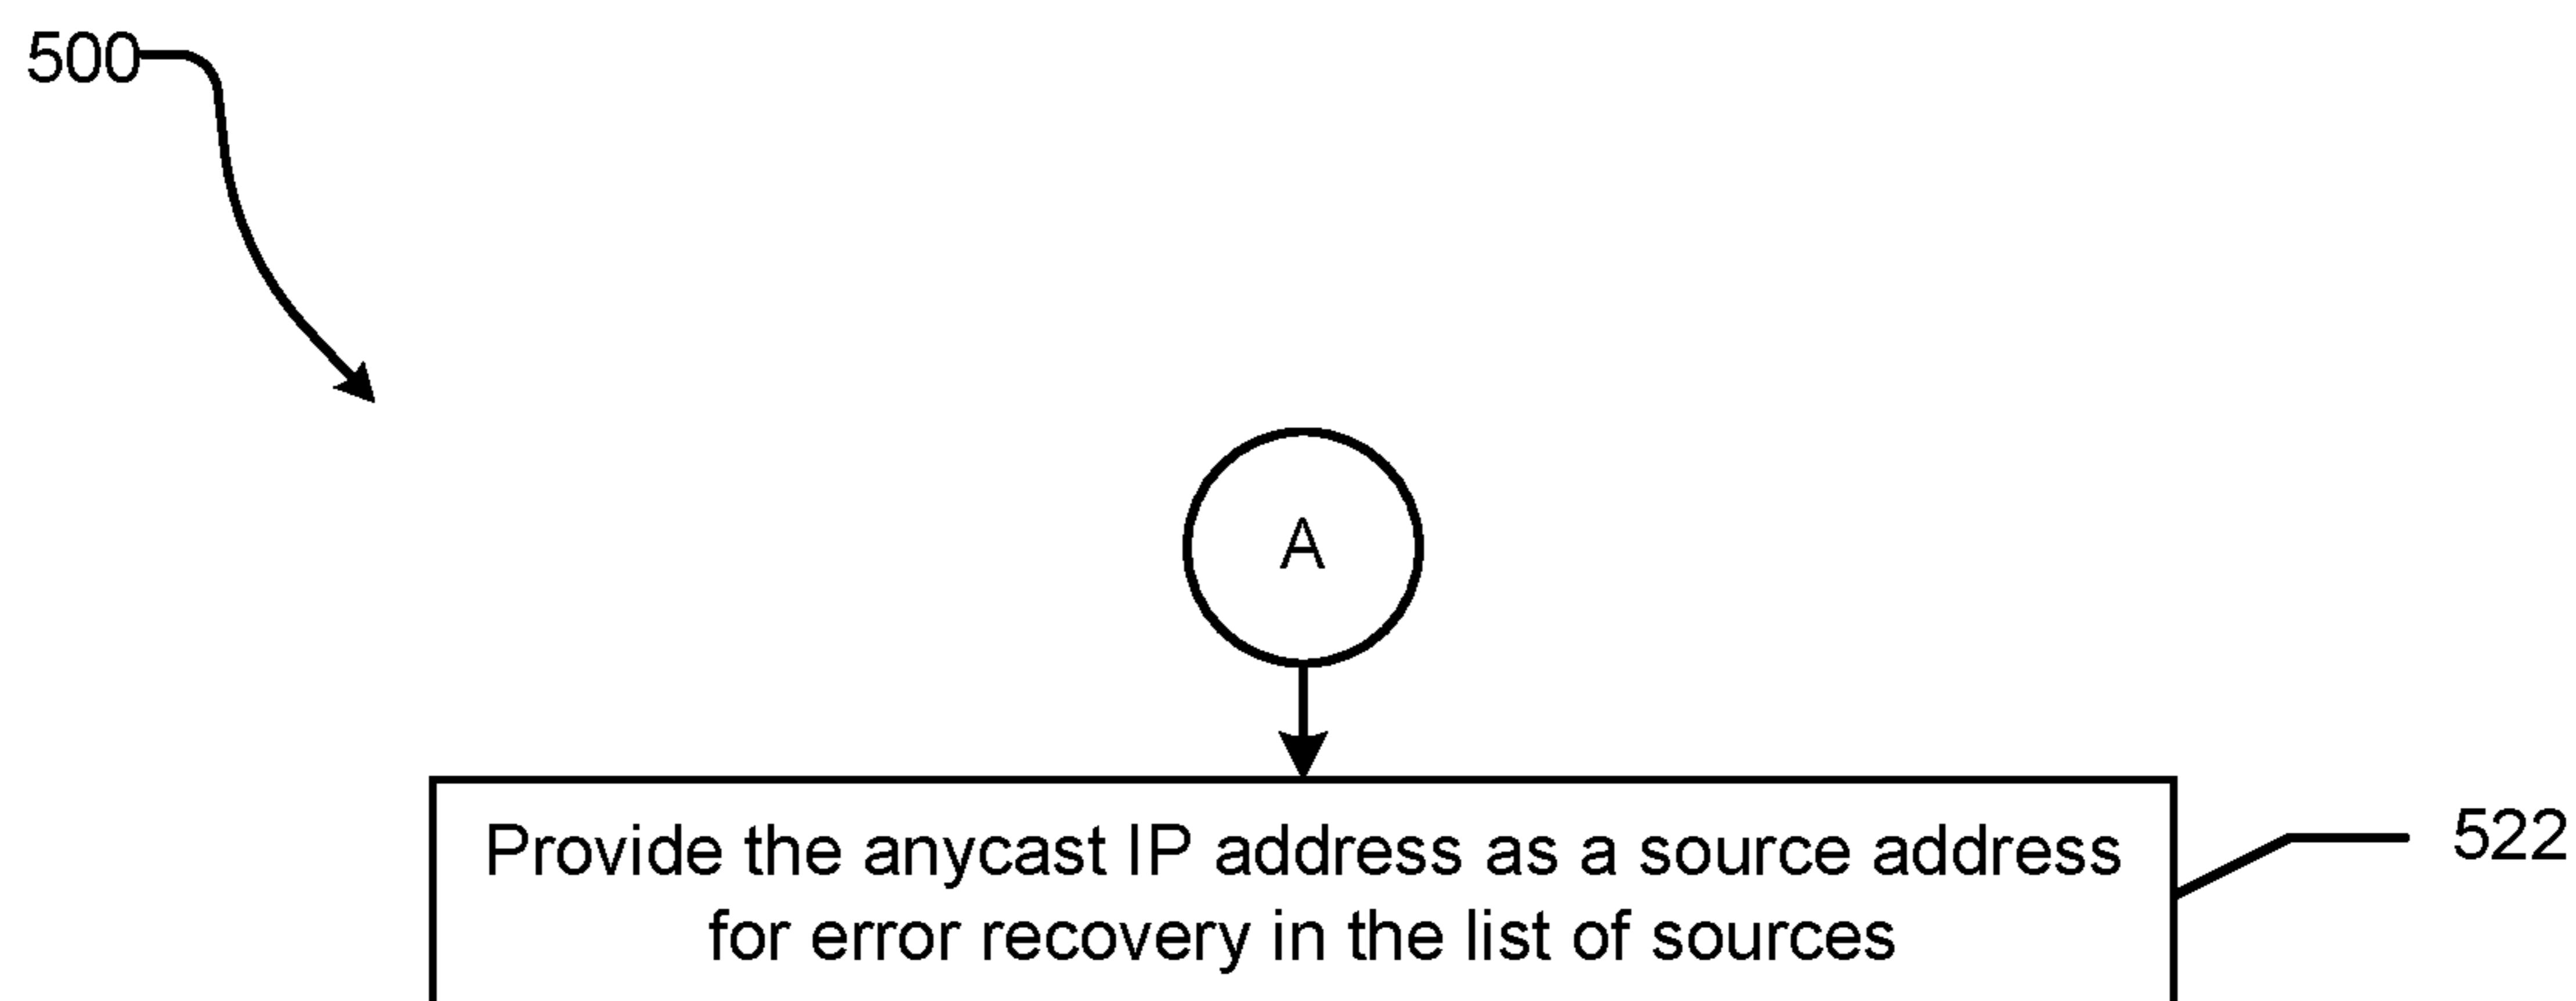 500
A
Provide the anycast IP address as a source address
522
for error recovery in the list of sources